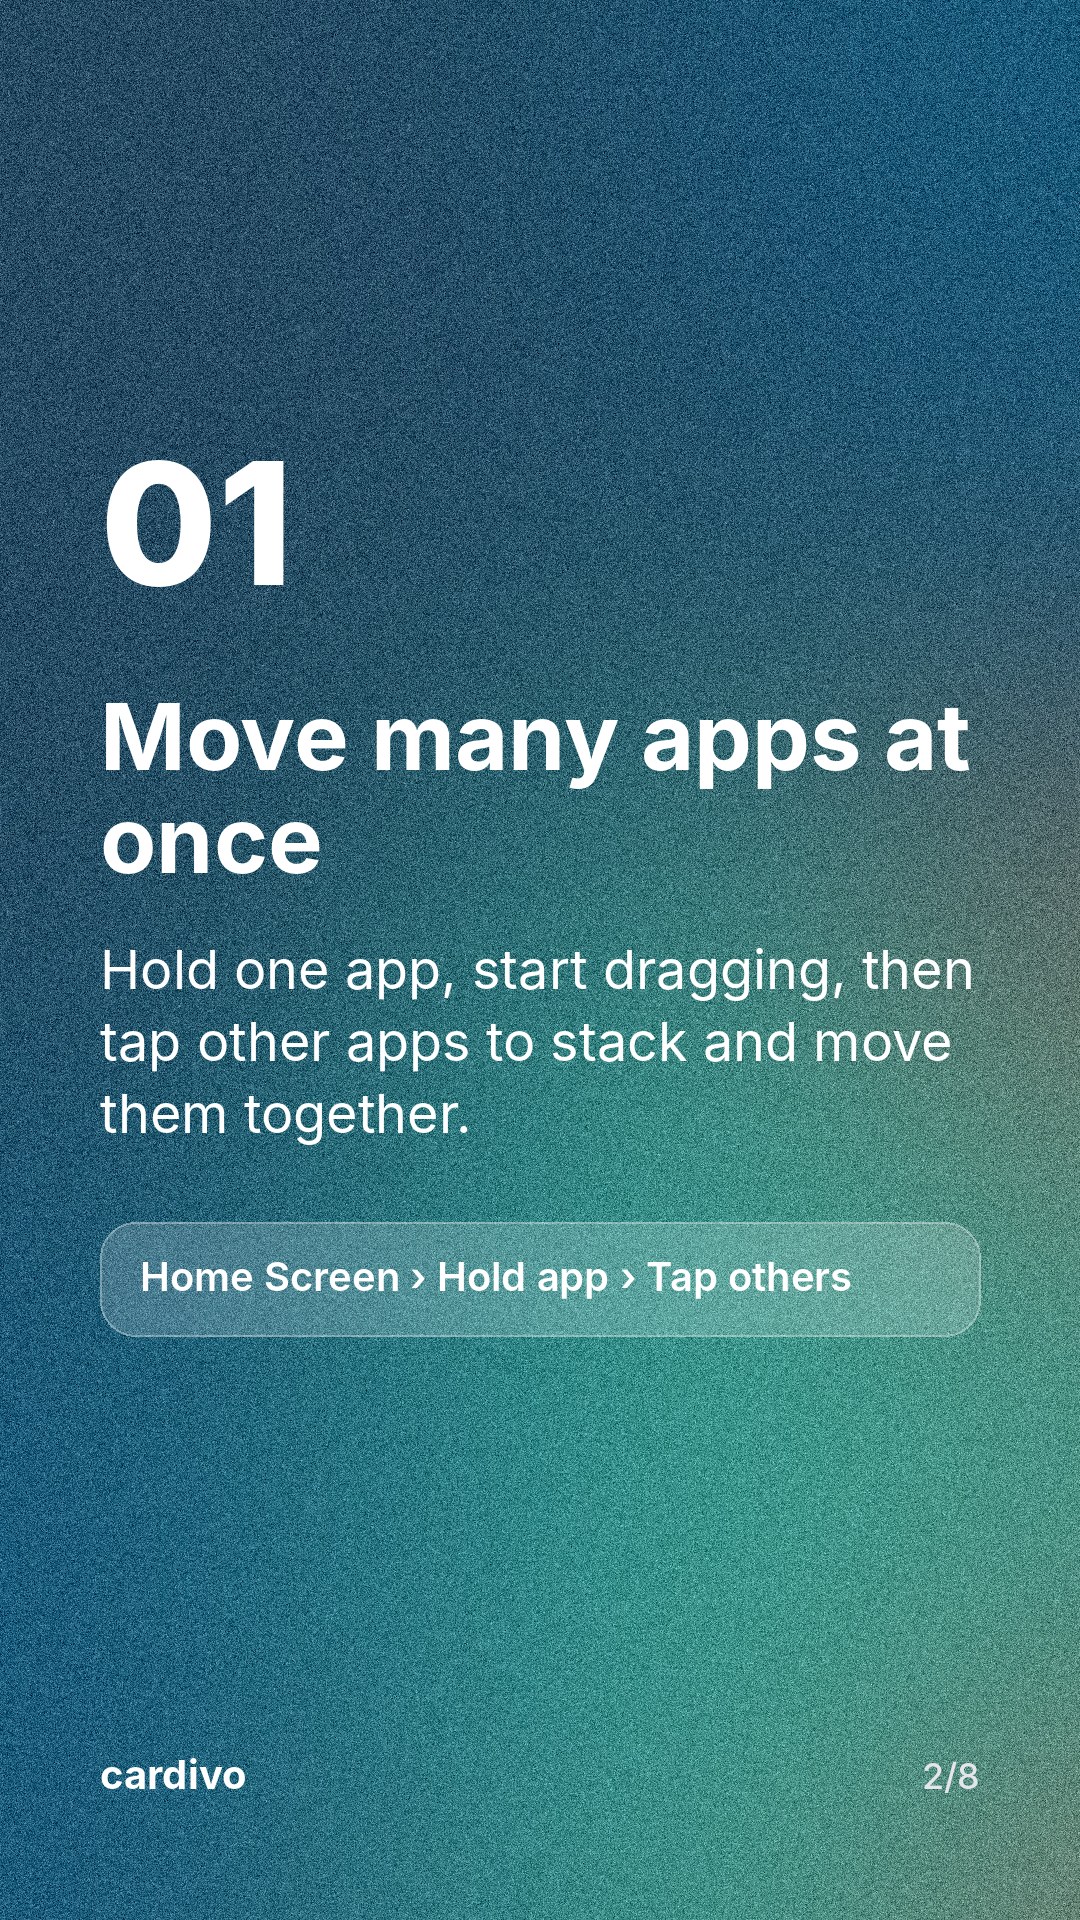 01
Move many apps at
once
Hold one app, start dragging, then
tap other apps to stack and move
them together.
Home Screen › Hold app › Tap others
cardivo
2/8